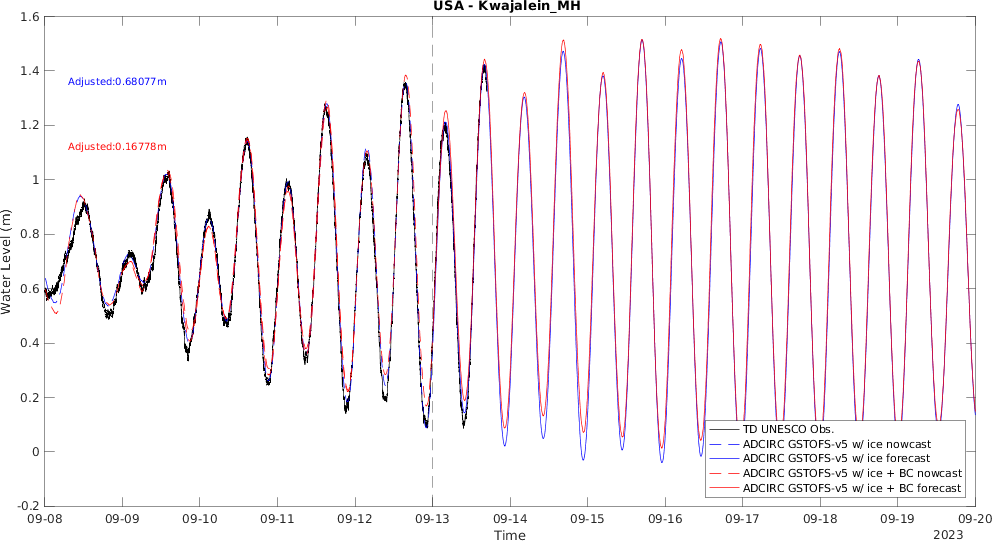 USA - Kwajalein_MH
1.6
1.4
1.2
1
0.8
0.6
0.4
0.2
0
-0.2
Water Level (m)
Adjusted:0.68077m
Adjusted:0.16778m
TD UNESCO Obs.
ADCIRC GSTOFS-v5 w/ ice nowcast
ADCIRC GSTOFS-v5 w/ ice forecast
ADCIRC GSTOFS-v5 w/ ice + BC nowcast
ADCIRC GSTOFS-v5 w/ ice + BC forecast
09-08 09-09 09-10 09-11 09-12 09-13 09-14 09-15 09-16 09-17 09-18 09-19 09-20
Time
2023